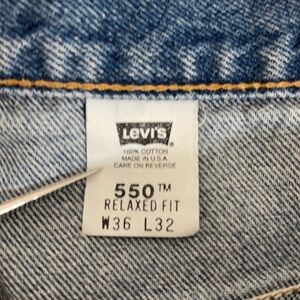 LEVI'S ®
100% COTTON
MADE IN U.S.A.
CARE ON REVERSE
550™
RELAXED FIT
W36 L32